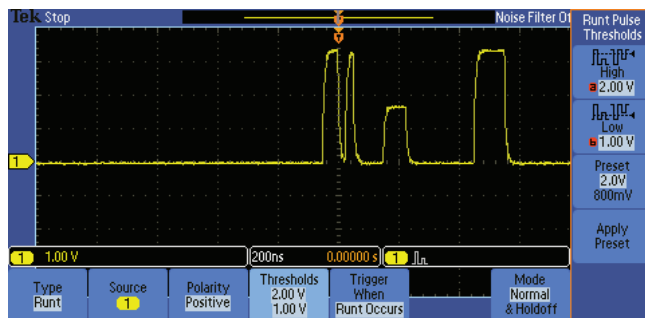 Tek Stop
Noise Filter Of
T
T
Runt Pulse
Thresholds
High
a 2.00 V
Low
b 1.00 V
Preset
2.0V
800mV
Apply
Preset
1
1 1.00 V
200ns
0.00000 s
1
Type
Runt
Source
1
Polarity
Positive
Thresholds
2.00 V
1.00 V
Trigger
When
Runt Occurs
Mode
Normal
& Holdoff